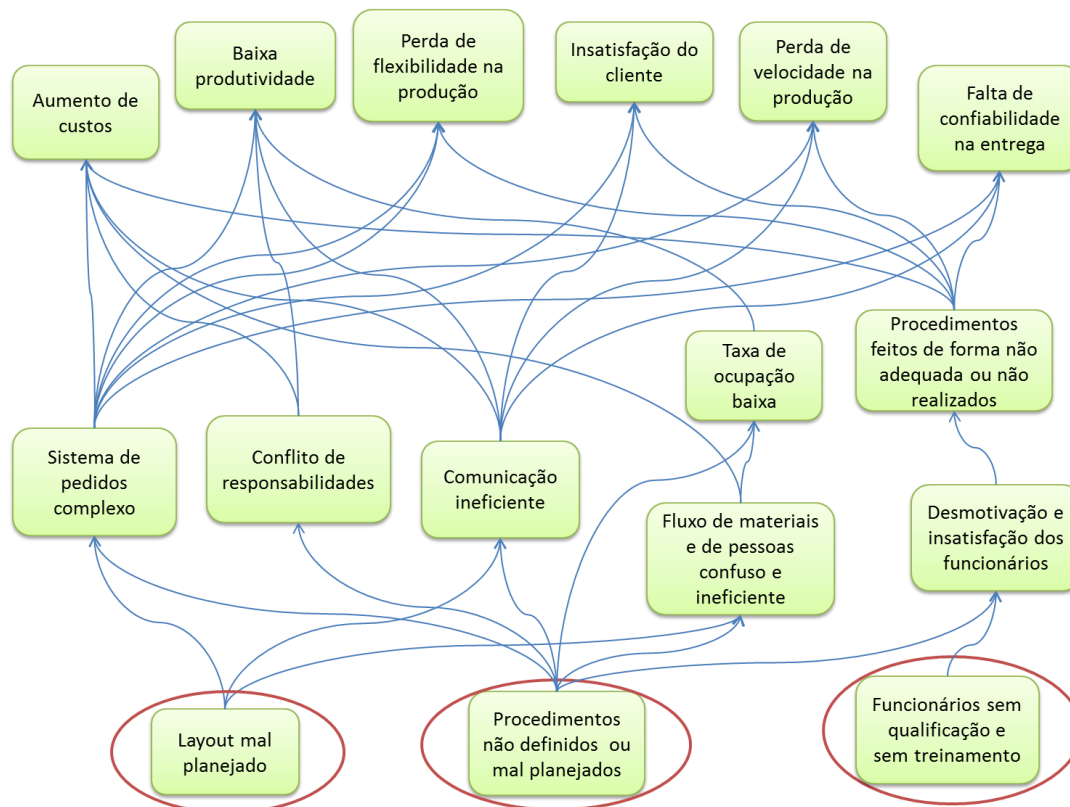 Aumento de
custos
Baixa
produtividade
Perda de
flexibilidade na
produção
Insatisfação do
cliente
Perda de
velocidade na
produção
Falta de
confiabilidade
na entrega
Taxa de
ocupação
baixa
Procedimentos
feitos de forma não
adequada ou não
realizados
Sistema de
pedidos
complexo
Conflito de
responsabilidades
Comunicação
ineficiente
Fluxo de materiais
e de pessoas
confuso e
ineficiente
Desmotivação e
insatisfação dos
funcionários
Layout mal
planejado
Procedimentos
não definidos ou
mal planejados
Funcionários sem
qualificação e
sem treinamento